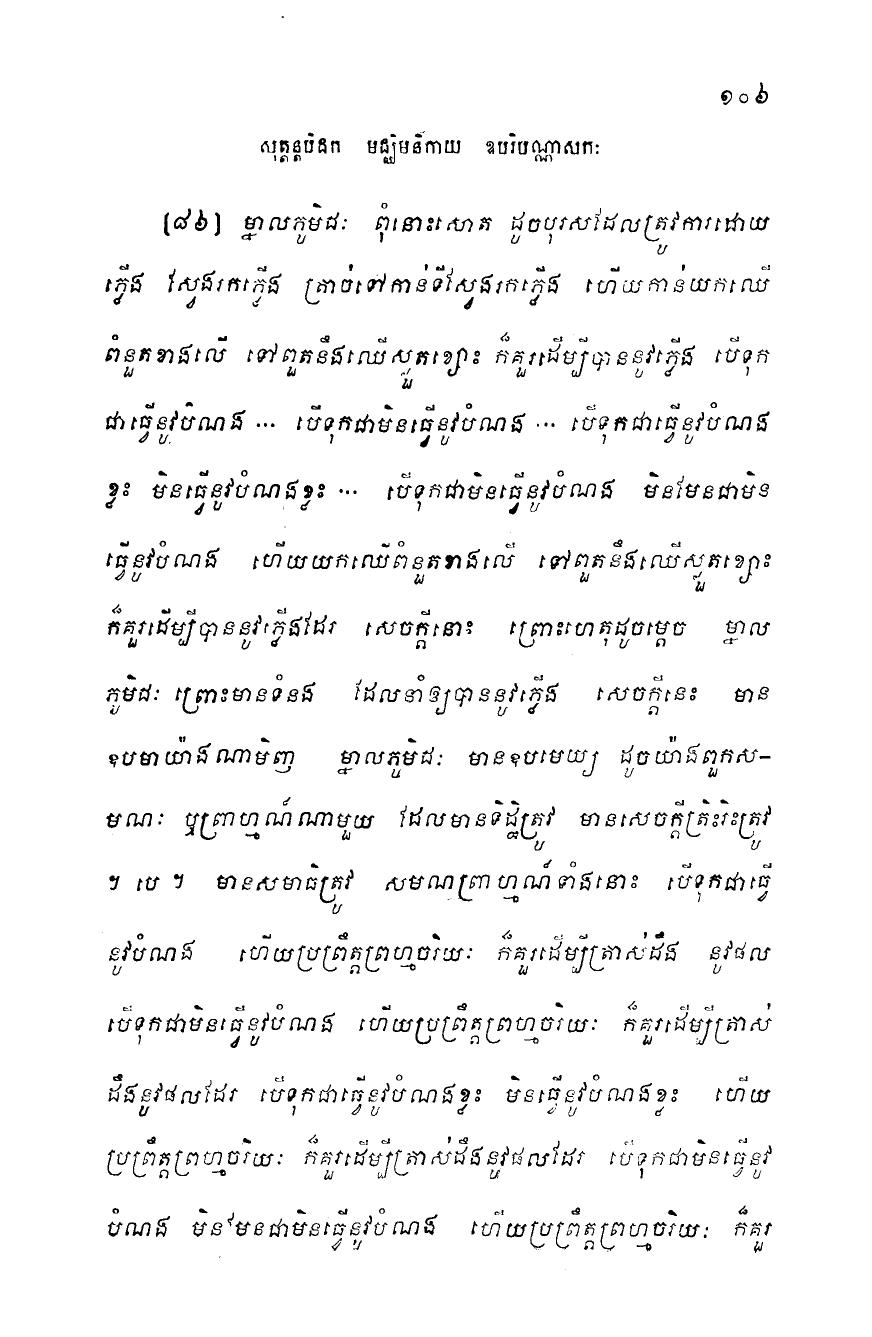 ១០៦
សុត្តន្តបិដក មជ្ឈិមនិកាយ ឧបរិបណ្ណាសកៈ
[៨៦] ម្នាលភូមិជៈ ពុំនោះសោត ដូចបុរសដែលត្រូវការដោយ
ភ្លើង ស្វែងរកភ្លើង ត្រាច់ទៅកាន់ទីស្វែងរកភ្លើង ហើយកាន់យកឈើ
ពំនួតខាងលើ ទៅពួតនឹងឈើស្ងួតខ្សោះ ក៏គួរដើម្បីបាននូវភ្លើង បើទុក
ជាធ្វើនូវបំណង ... បើទុកជាមិនធ្វើនូវបំណង ... បើទុកជាធ្វើនូវបំណង
ខ្លះ មិនធ្វើនូវបំណងខ្លះ ... បើទុកជាមិនធ្វើនូវបំណង មិនមែនជាមិន
ធ្វើនូវបំណង ហើយយកឈើពំនួតខាងលើ ទៅពួតនឹងឈើស្ងួតខ្សោះ
ក៏គួរដើម្បីបាននូវភ្លើងដែរ សេចក្តីនោះ ព្រោះហេតុដូចម្តេច ម្នាល
ភូមិជៈ ព្រោះមានទំនង ដែលនាំឲ្យបាននូវភ្លើង សេចក្តីនេះ មាន
ឧបមាយ៉ាងណាមិញ ម្នាលភូមិជៈ មានឧបមេយ្យ ដូចយ៉ាងពួកស-
មណៈ ឬព្រាហ្មណ៍ណាមួយ ដែលមានទិដ្ឋិត្រូវ មានសេចក្តីត្រិះរិះត្រូវ
។ បេ ។ មានសមាធិត្រូវ សមណព្រាហ្មណ៍ទាំងនោះ បើទុកជាធ្វើ
នូវបំណង ហើយប្រព្រឹត្តព្រហ្មចរិយៈ ក៏គួរដើម្បីត្រាស់ដឹង នូវផល
បើទុកជាមិនធ្វើនូវបំណង ហើយប្រព្រឹត្តព្រហ្មចរិយៈ ក៏គួរដើម្បីត្រាស់
ដឹងនូវផលដែរ បើទុកជាធ្វើនូវបំណងខ្លះ មិនធ្វើនូវបំណងខ្លះ ហើយ
ប្រព្រឹត្តព្រហ្មចរិយៈ ក៏គួរដើម្បីត្រាស់ដឹងនូវផលដែរ បើទុកជាមិនធ្វើនូវ
បំណង មិនមែនជាមិនធ្វើនូវបំណង ហើយប្រព្រឹត្តព្រហ្មចរិយៈ ក៏គួរ